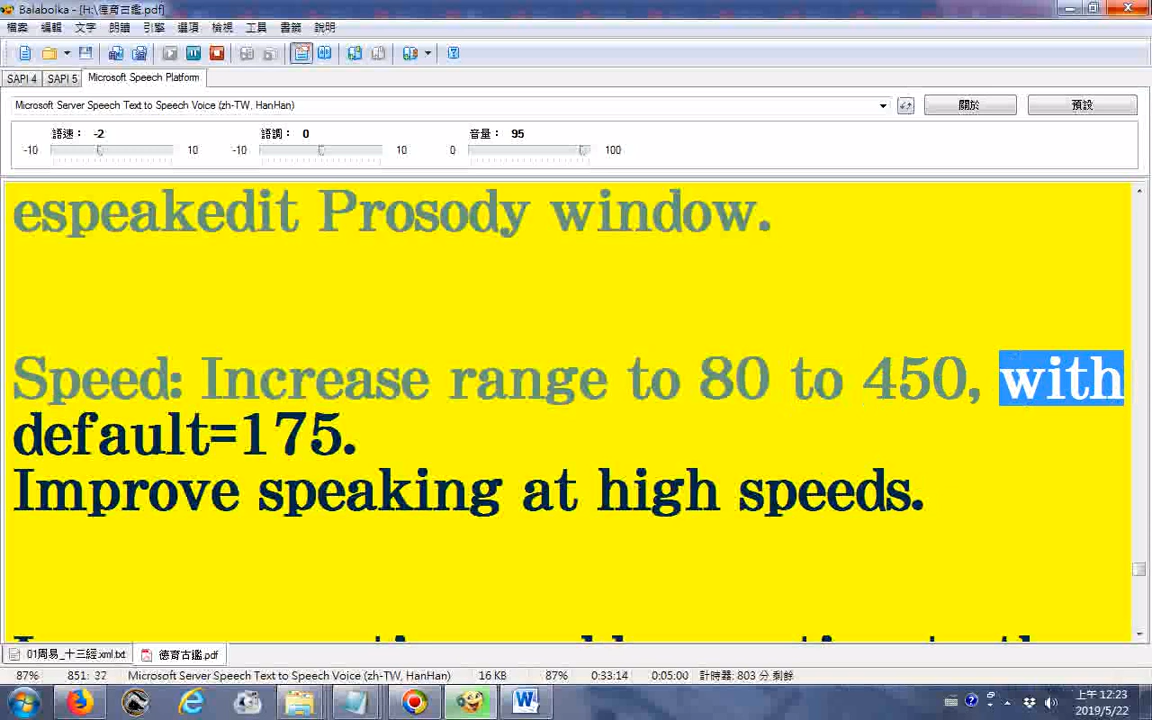 Balabolka - [H:\德育古鑑.pdf]
檔案 編輯 文字 朗讀 引擎 選項 檢視 工具 書籤 說明
SAPI 4 SAPI 5 Microsoft Speech Platform
Microsoft Server Speech Text to Speech Voice (zh-TW, HanHan) 關於 預設
語速： -2 語調： 0 音量： 95
-10 10 -10 10 0 100
espeakedit Prosody window.
Speed: Increase range to 80 to 450, with
default=175.
Improve speaking at high speeds.
01周易_十三經.xml.txt 德育古鑑.pdf
87% 851: 37 Microsoft Server Speech Text to Speech Voice (zh-TW, HanHan) 16 KB 87% 0:33:14 0:05:00 計時器: 803 分 剩餘
上午 12:23
2019/5/22